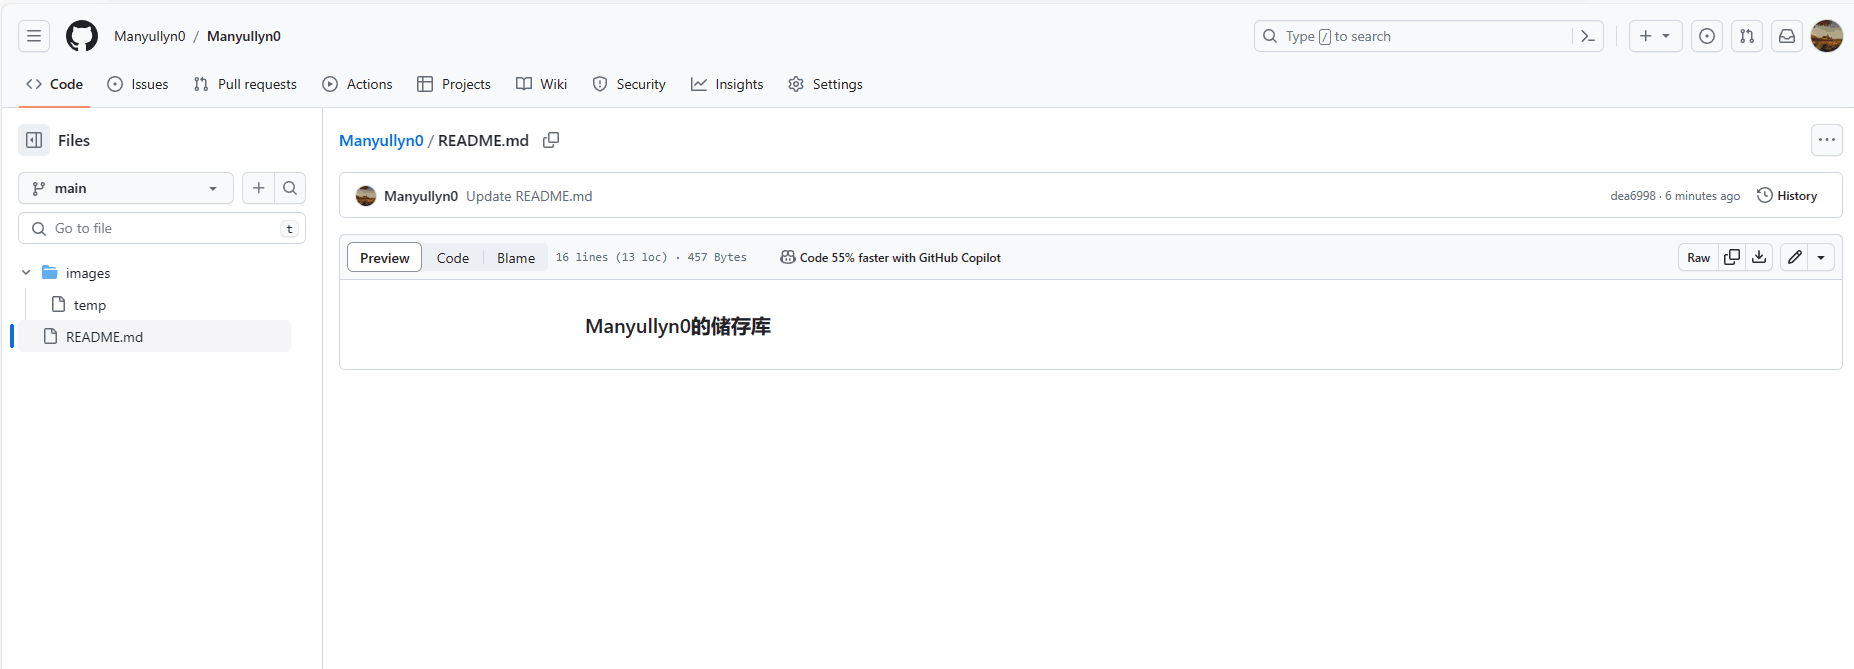 Manyullyn0 / Manyullyn0
Type / to search
Code Issues Pull requests Actions Projects Wiki Security Insights Settings
Files
main
Go to file t
images
temp
README.md
Manyullyn0 / README.md
Manyullyn0 Update README.md dea6998 · 6 minutes ago History
Preview Code Blame 16 lines (13 loc) · 457 Bytes Code 55% faster with GitHub Copilot Raw
Manyullyn0的储存库